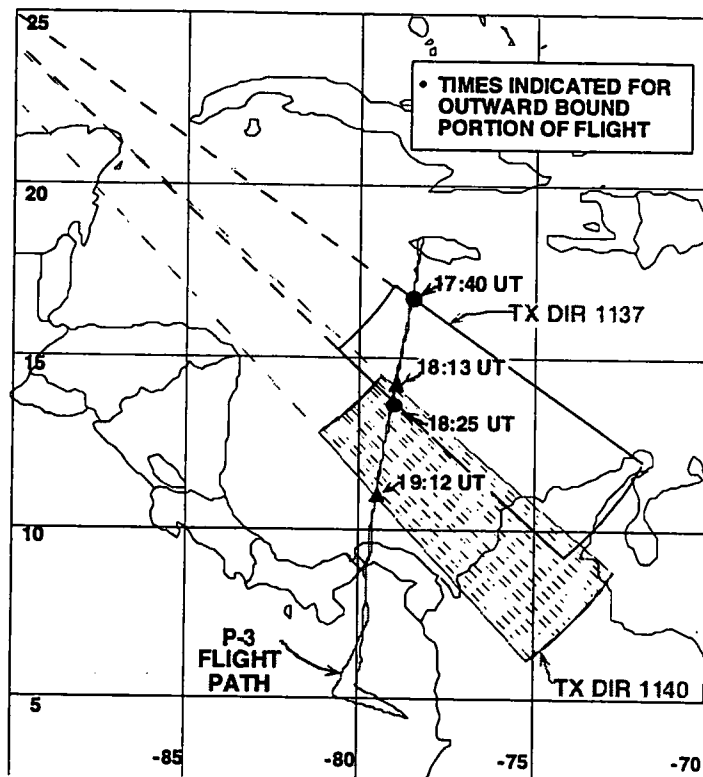 25
• TIMES INDICATED FOR
OUTWARD BOUND
PORTION OF FLIGHT
20
17:40 UT
TX DIR 1137
15
18:13 UT
18:25 UT
19:12 UT
10
P-3
FLIGHT
PATH
5
TX DIR 1140
-85
-80
-75
-70